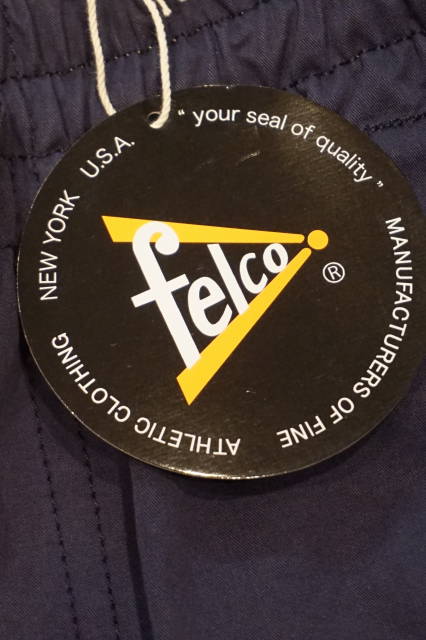 " your seal of quality "
MANUFACTURERS OF FINE
ATHLETIC CLOTHING
NEW YORK U.S.A.
felco
®